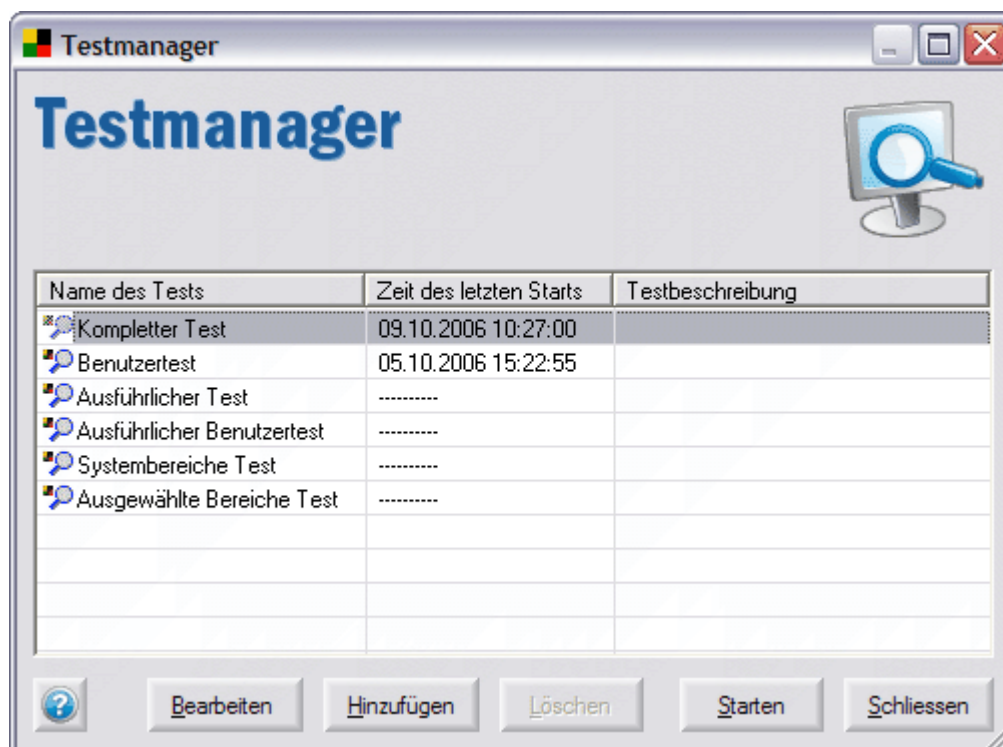 Testmanager
Testmanager
Name des Tests Zeit des letzten Starts Testbeschreibung
Kompletter Test 09.10.2006 10:27:00
Benutzertest 05.10.2006 15:22:55
Ausführlicher Test ----------
Ausführlicher Benutzertest ----------
Systembereiche Test ----------
Ausgewählte Bereiche Test ----------
? Bearbeiten Hinzufügen Löschen Starten Schliessen